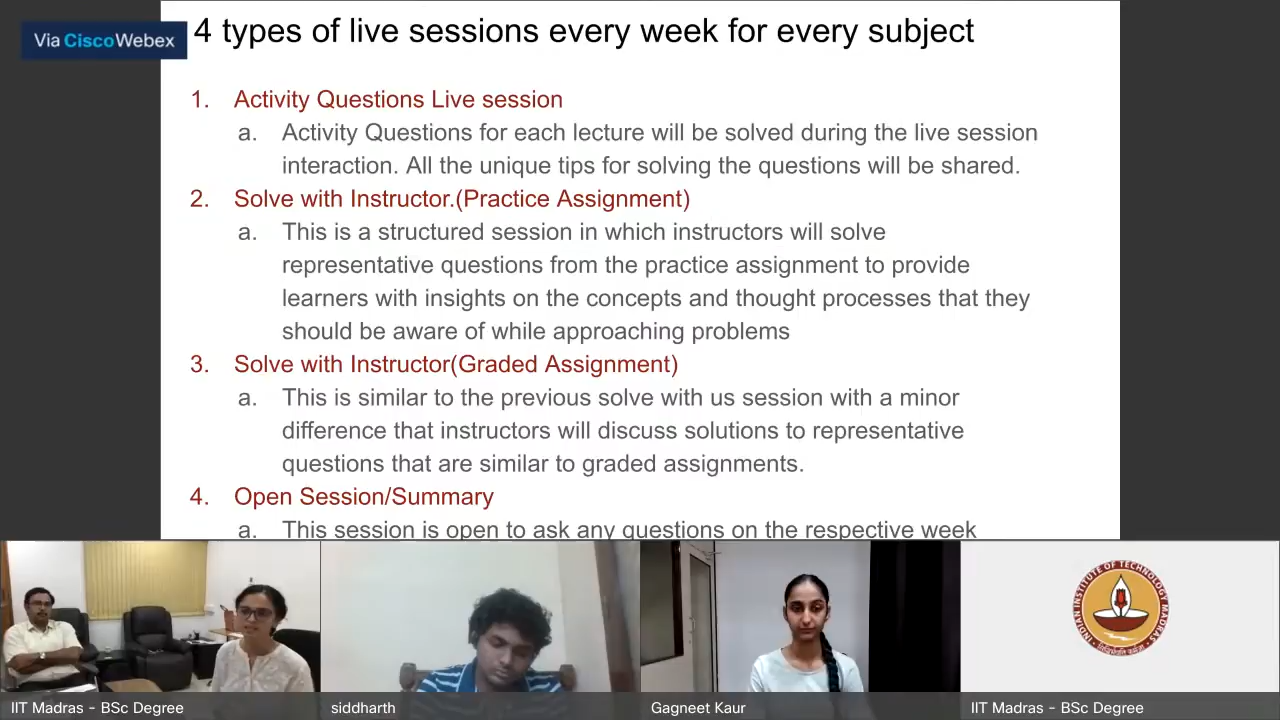 Via CiscoWebex
4 types of live sessions every week for every subject
1. Activity Questions Live session
a. Activity Questions for each lecture will be solved during the live session
interaction. All the unique tips for solving the questions will be shared.
2. Solve with Instructor.(Practice Assignment)
a. This is a structured session in which instructors will solve
representative questions from the practice assignment to provide
learners with insights on the concepts and thought processes that they
should be aware of while approaching problems
3. Solve with Instructor(Graded Assignment)
a. This is similar to the previous solve with us session with a minor
difference that instructors will discuss solutions to representative
questions that are similar to graded assignments.
4. Open Session/Summary
a. This session is open to ask any questions on the respective week
INDIAN INSTITUTE OF TECHNOLOGY MADRAS
IIT Madras - BSc Degree
siddharth
Gagneet Kaur
IIT Madras - BSc Degree